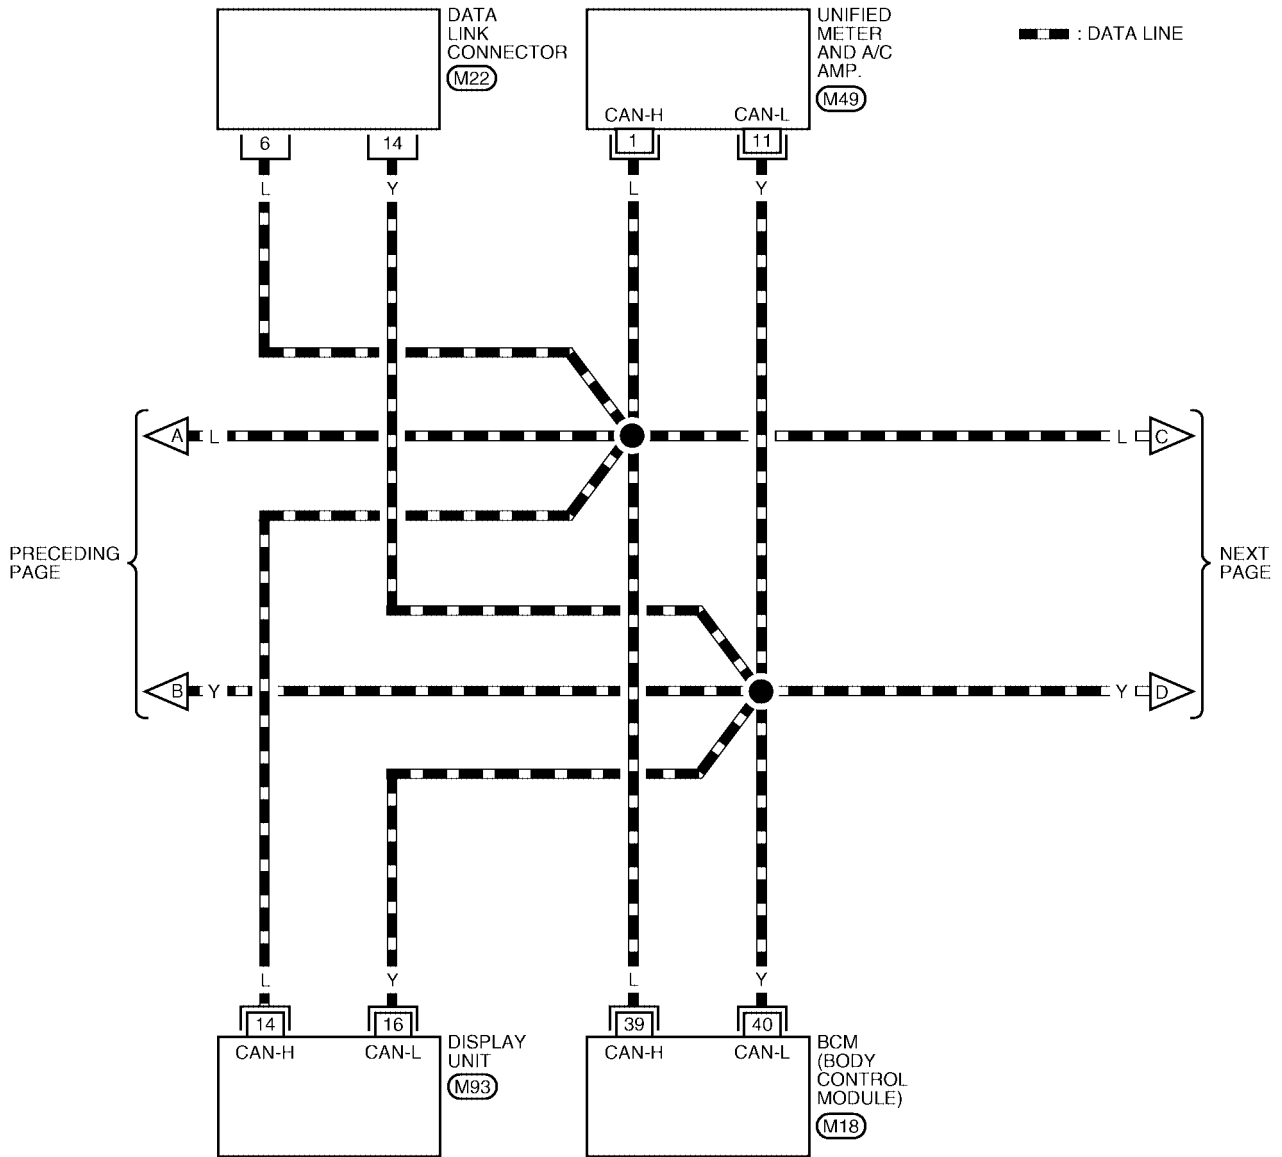 DATA
LINK
CONNECTOR
M22
UNIFIED
METER
AND A/C
AMP.
M49
: DATA LINE
CAN-H
CAN-L
6
14
1
11
L
Y
L
Y
A
L
L
C
PRECEDING
PAGE
NEXT
PAGE
B
Y
Y
D
L
Y
L
Y
14
16
39
40
CAN-H
CAN-L
DISPLAY
UNIT
M93
CAN-H
CAN-L
BCM
(BODY
CONTROL
MODULE)
M18